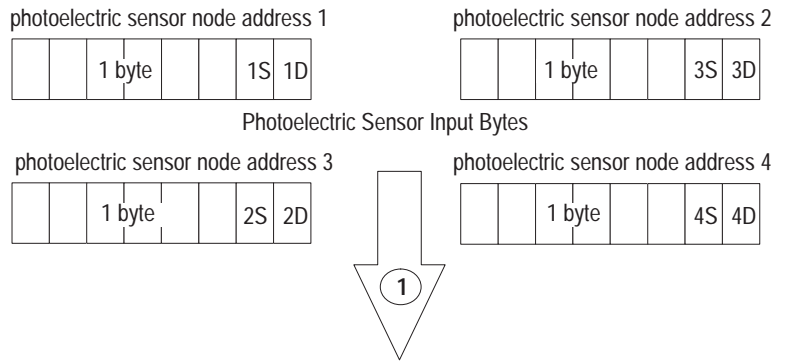 photoelectric sensor node address 1
photoelectric sensor node address 2
1 byte 1S 1D
1 byte 3S 3D
Photoelectric Sensor Input Bytes
photoelectric sensor node address 3
photoelectric sensor node address 4
1 byte 2S 2D
1 byte 4S 4D
1